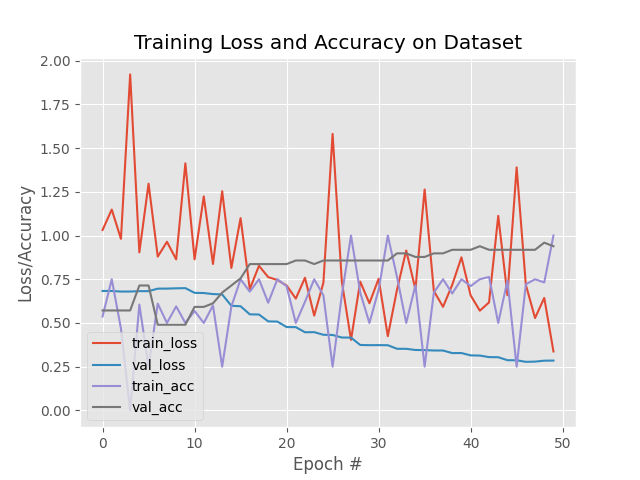 Training Loss and Accuracy on Dataset
2.00
1.75
1.50
1.25
1.00
0.75
0.50
0.25
0.00
Loss/Accuracy
train_loss
val_loss
train_acc
val_acc
0 10 20 30 40 50
Epoch #